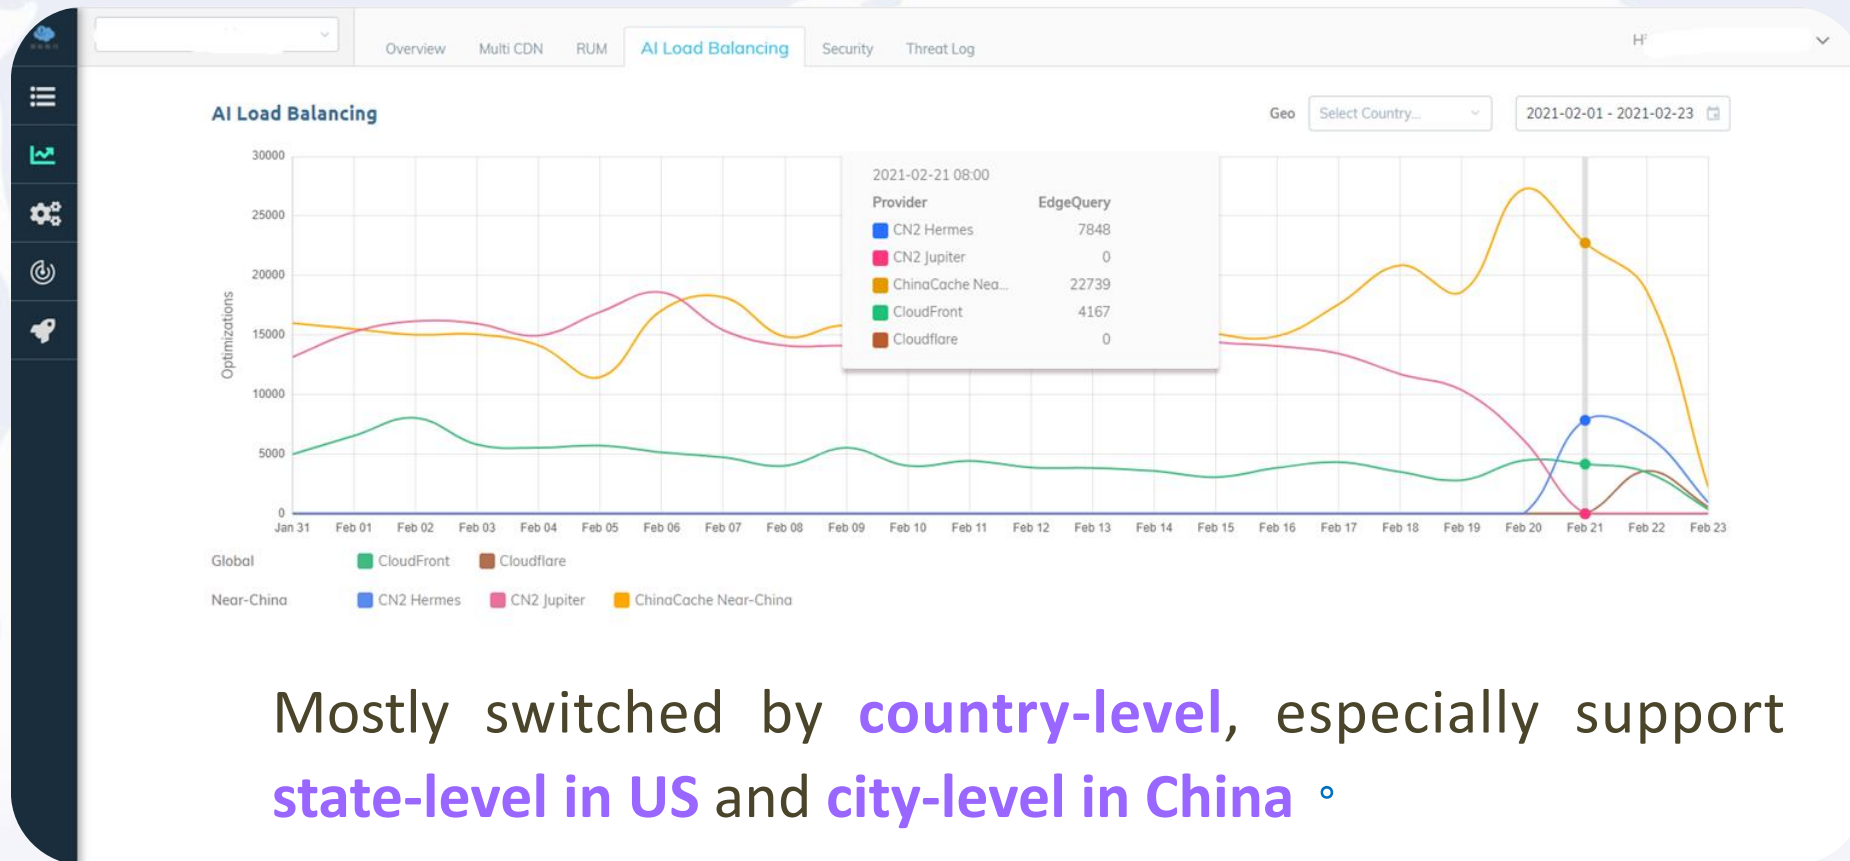 Overview Multi CDN RUM AI Load Balancing Security Threat Log
AI Load Balancing
Geo Select Country... 2021-02-01 - 2021-02-23
30000
25000
20000
15000
10000
5000
0
Optimizations
2021-02-21 08:00
Provider EdgeQuery
CN2 Hermes 7848
CN2 Jupiter 0
ChinaCache Nea... 22739
CloudFront 4167
Cloudflare 0
Jan 31 Feb 01 Feb 02 Feb 03 Feb 04 Feb 05 Feb 06 Feb 07 Feb 08 Feb 09 Feb 10 Feb 11 Feb 12 Feb 13 Feb 14 Feb 15 Feb 16 Feb 17 Feb 18 Feb 19 Feb 20 Feb 21 Feb 22 Feb 23
Global CloudFront Cloudflare
Near-China CN2 Hermes CN2 Jupiter ChinaCache Near-China
Mostly switched by country-level, especially support
state-level in US and city-level in China。